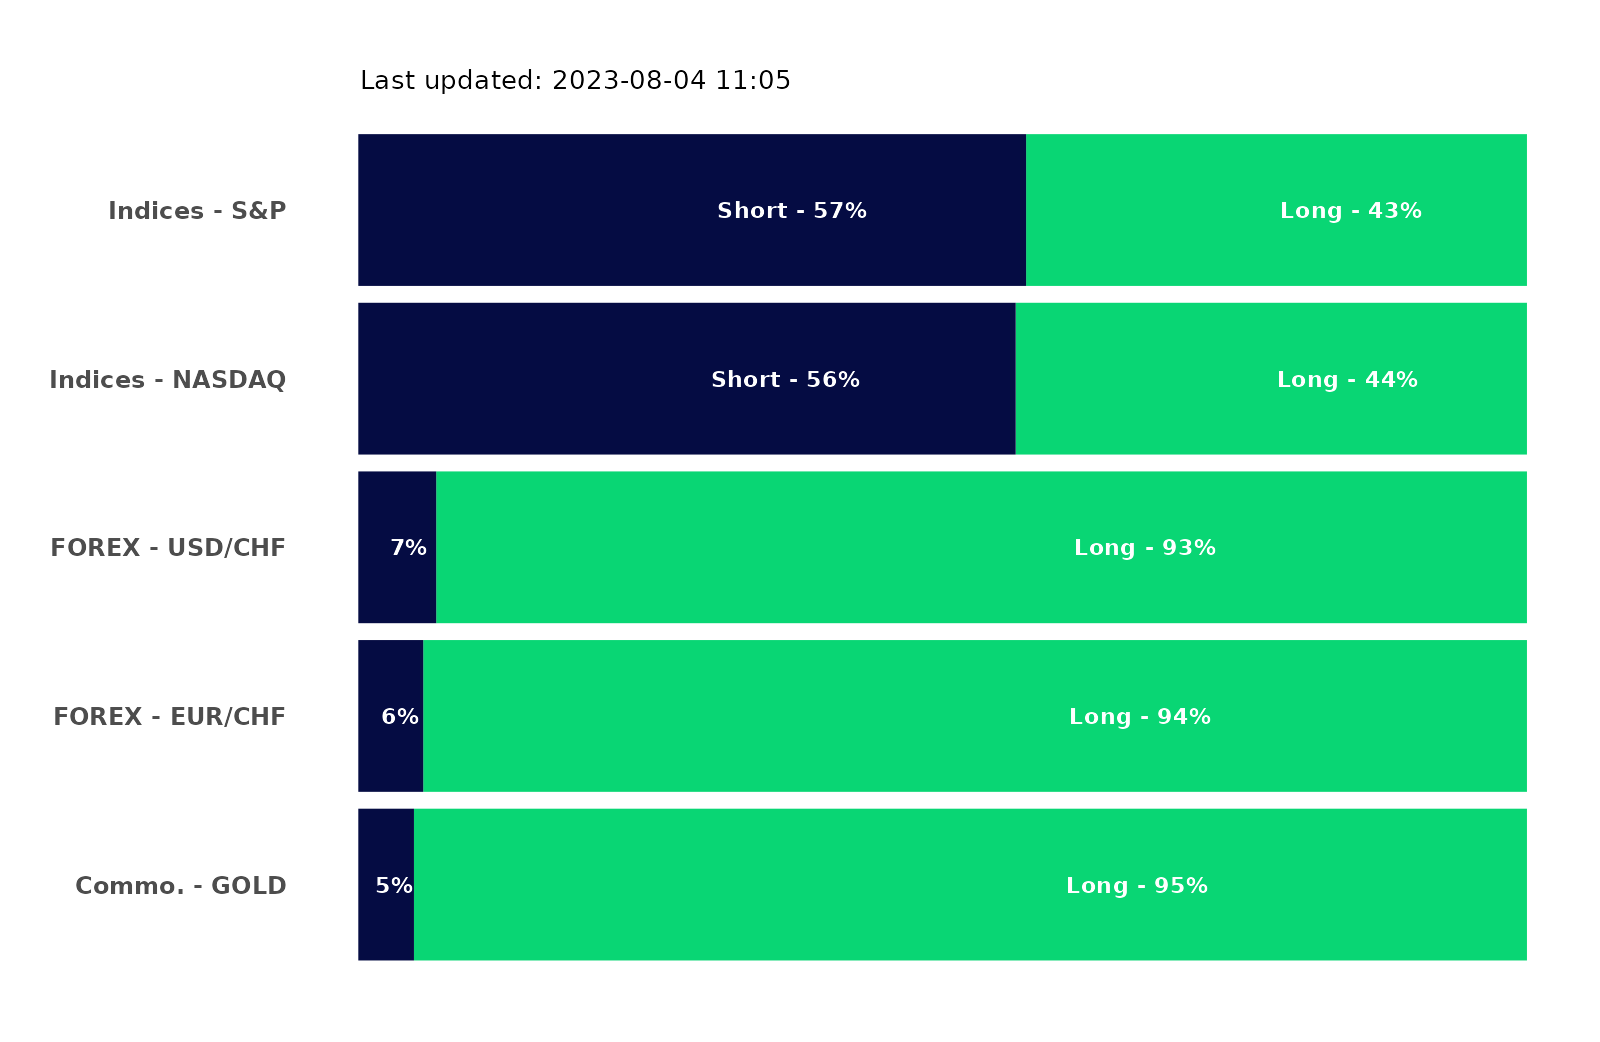 Last updated: 2023-08-04 11:05
Indices - S&P Short - 57% Long - 43%
Indices - NASDAQ Short - 56% Long - 44%
FOREX - USD/CHF 7% Long - 93%
FOREX - EUR/CHF 6% Long - 94%
Commo. - GOLD 5% Long - 95%